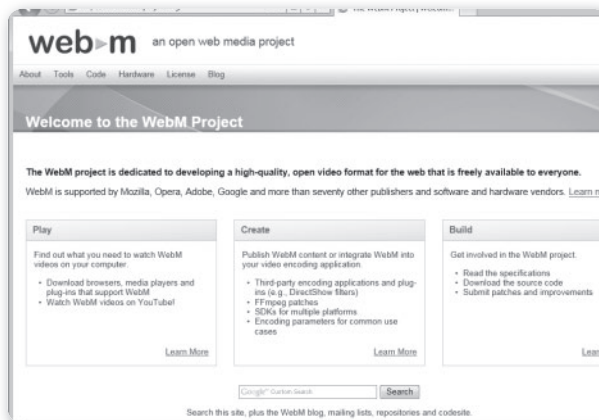 web▸m an open web media project
About Tools Code Hardware License Blog
Welcome to the WebM Project
The WebM project is dedicated to developing a high-quality, open video format for the web that is freely available to everyone.
WebM is supported by Mozilla, Opera, Adobe, Google and more than seventy other publishers and software and hardware vendors. Learn
Play
Find out what you need to watch WebM
videos on your computer.
• Download browsers, media players and
plug-ins that support WebM
• Watch WebM videos on YouTube!
Learn More
Create
Publish WebM content or integrate WebM into
your video encoding application.
• Third-party encoding applications and plug-
ins (e.g., DirectShow filters)
• FFmpeg patches
• SDKs for multiple platforms
• Encoding parameters for common use
cases
Learn More
Build
Get involved in the WebM project.
• Read the specifications
• Download the source code
• Submit patches and improvements
Google™ Custom Search Search
Search this site, plus the WebM blog, mailing lists, repositories and codesite.